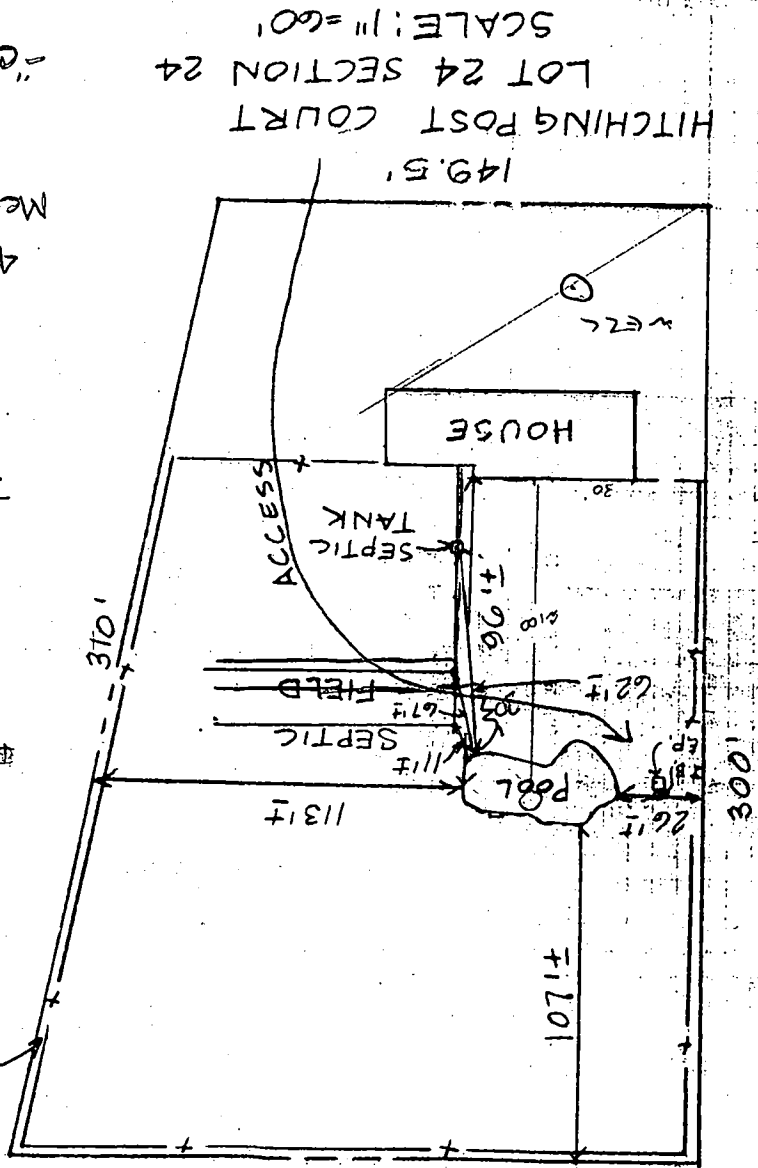 107'±
113'±
26'±
300'
POOL
11'±
SEPTIC
FIELD
67'±
62'±
310'
96'±
SEPTIC
TANK
ACCESS
30'
HOUSE
WELL
149.5'
HITCHING POST COURT
LOT 24 SECTION 24
SCALE: 1"=60'